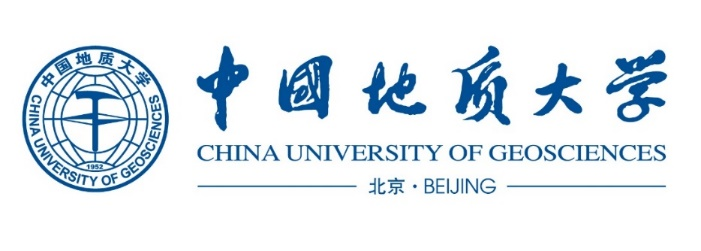 中国地质大学
CHINA UNIVERSITY OF GEOSCIENCES
1952
中國地质大学
CHINA UNIVERSITY OF GEOSCIENCES
北京·BEIJING